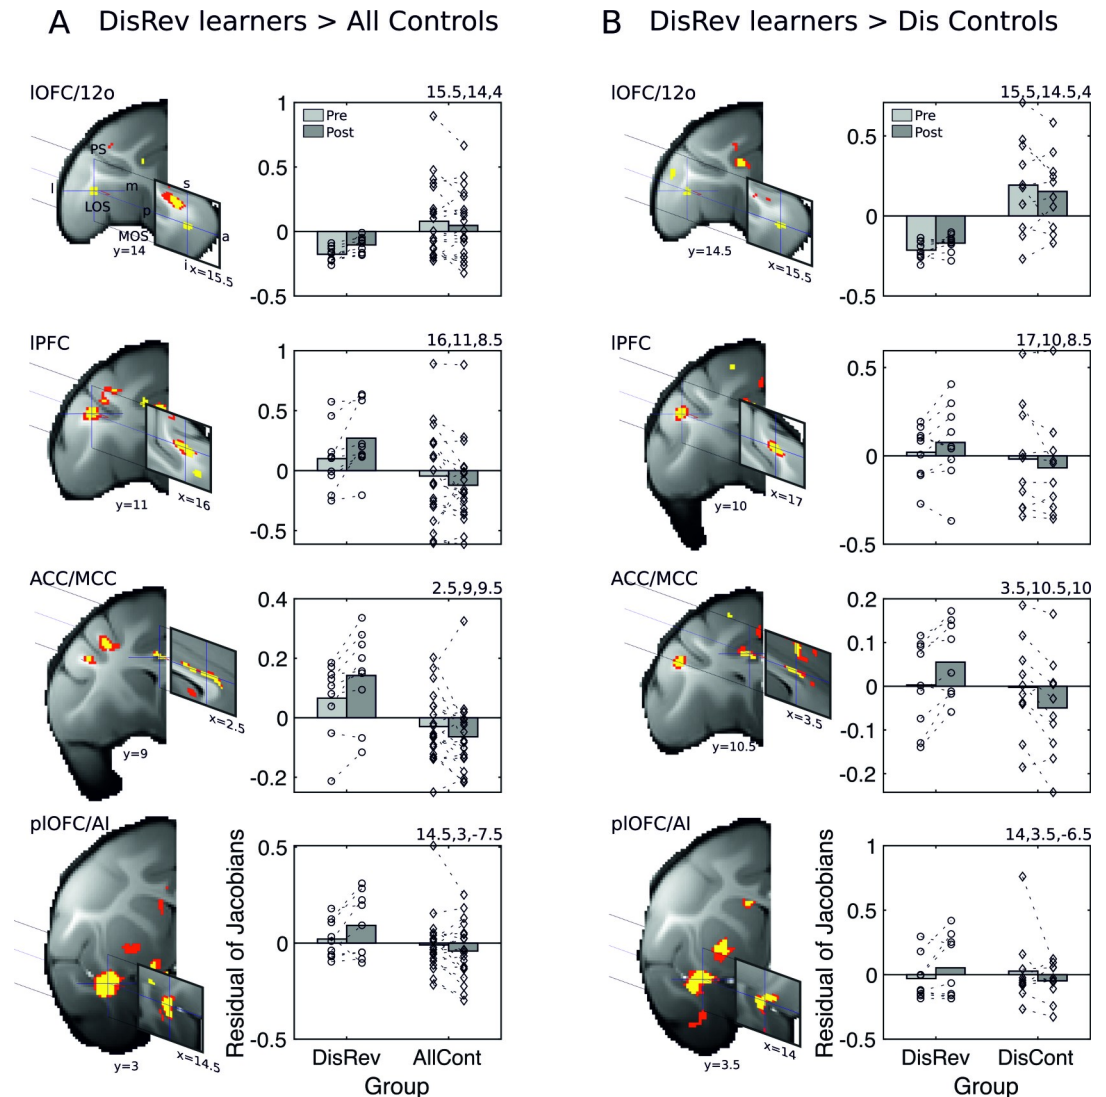 A DisRev learners > All Controls
B DisRev learners > Dis Controls
lOFC/12o
PS
l
m
s
LOS
p
MOS
a
y=14
i
x=15.5
15.5,14,4
Pre
Post
1
0.5
0
-0.5
lOFC/12o
y=14.5
x=15.5
15.5,14.5,4
Pre
Post
0.5
0
-0.5
lPFC
y=11
x=16
16,11,8.5
1
0.5
0
-0.5
lPFC
y=10
x=17
17,10,8.5
0.5
0
-0.5
ACC/MCC
y=9
x=2.5
2.5,9,9.5
0.4
0.2
0
-0.2
ACC/MCC
y=10.5
x=3.5
3.5,10.5,10
0.2
0.1
0
-0.1
-0.2
plOFC/AI
y=3
x=14.5
14.5,3,-7.5
Residual of Jacobians
0.5
0
-0.5
DisRev AllCont
Group
plOFC/AI
y=3.5
x=14
14,3.5,-6.5
Residual of Jacobians
1
0.5
0
-0.5
DisRev DisCont
Group